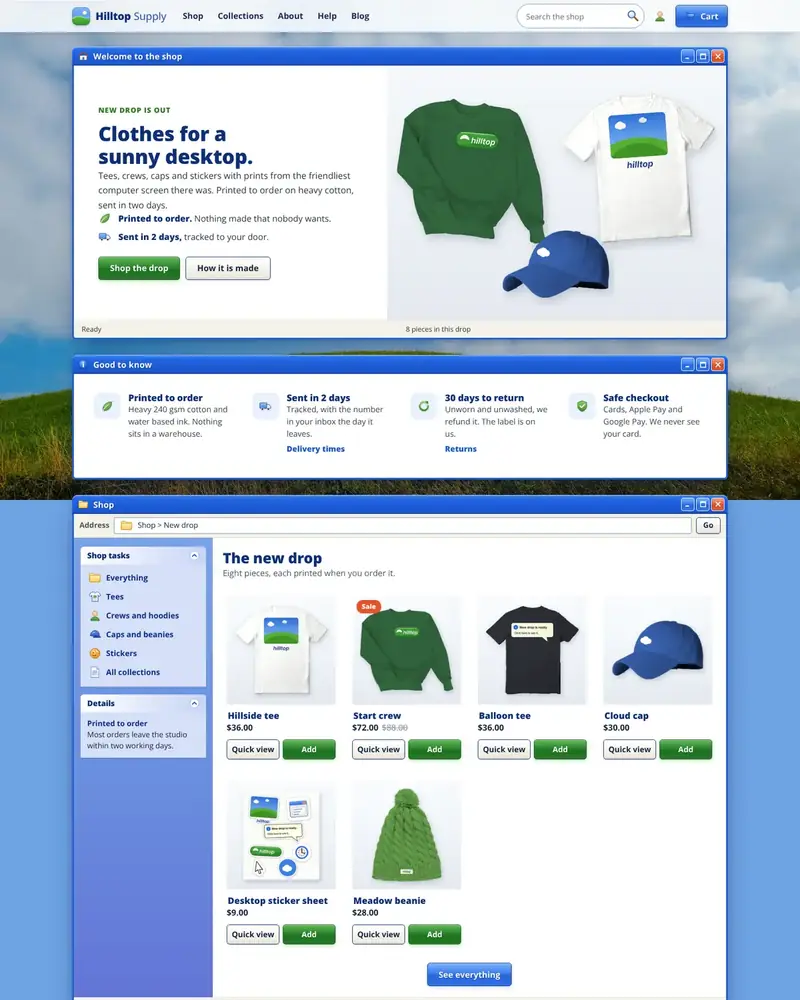 Hilltop Supply Shop Collections About Help Blog Search the shop Cart
Welcome to the shop
NEW DROP IS OUT
Clothes for a
sunny desktop.
Tees, crews, caps and stickers with prints from the friendliest
computer screen there was. Printed to order on heavy cotton,
sent in two days.
Printed to order. Nothing made that nobody wants.
Sent in 2 days, tracked to your door.
Shop the drop How it is made
hilltop
hilltop
Ready 8 pieces in this drop
Good to know
Printed to order
Heavy 240 gsm cotton and
water based ink. Nothing
sits in a warehouse.
Sent in 2 days
Tracked, with the number
in your inbox the day it
leaves.
Delivery times
30 days to return
Unworn and unwashed, we
refund it. The label is on
us.
Returns
Safe checkout
Cards, Apple Pay and
Google Pay. We never see
your card.
Shop
Address Shop > New drop Go
Shop tasks
Everything
Tees
Crews and hoodies
Caps and beanies
Stickers
All collections
Details
Printed to order
Most orders leave the studio
within two working days.
The new drop
Eight pieces, each printed when you order it.
hilltop
Hillside tee
$36.00
Quick view Add
Sale
hilltop
Start crew
$72.00 $88.00
Quick view Add
New drop is ready
Balloon tee
$36.00
Quick view Add
Cloud cap
$30.00
Quick view Add
hilltop
New drop is ready
hilltop
Desktop sticker sheet
$9.00
Quick view Add
Meadow beanie
$28.00
Quick view Add
See everything